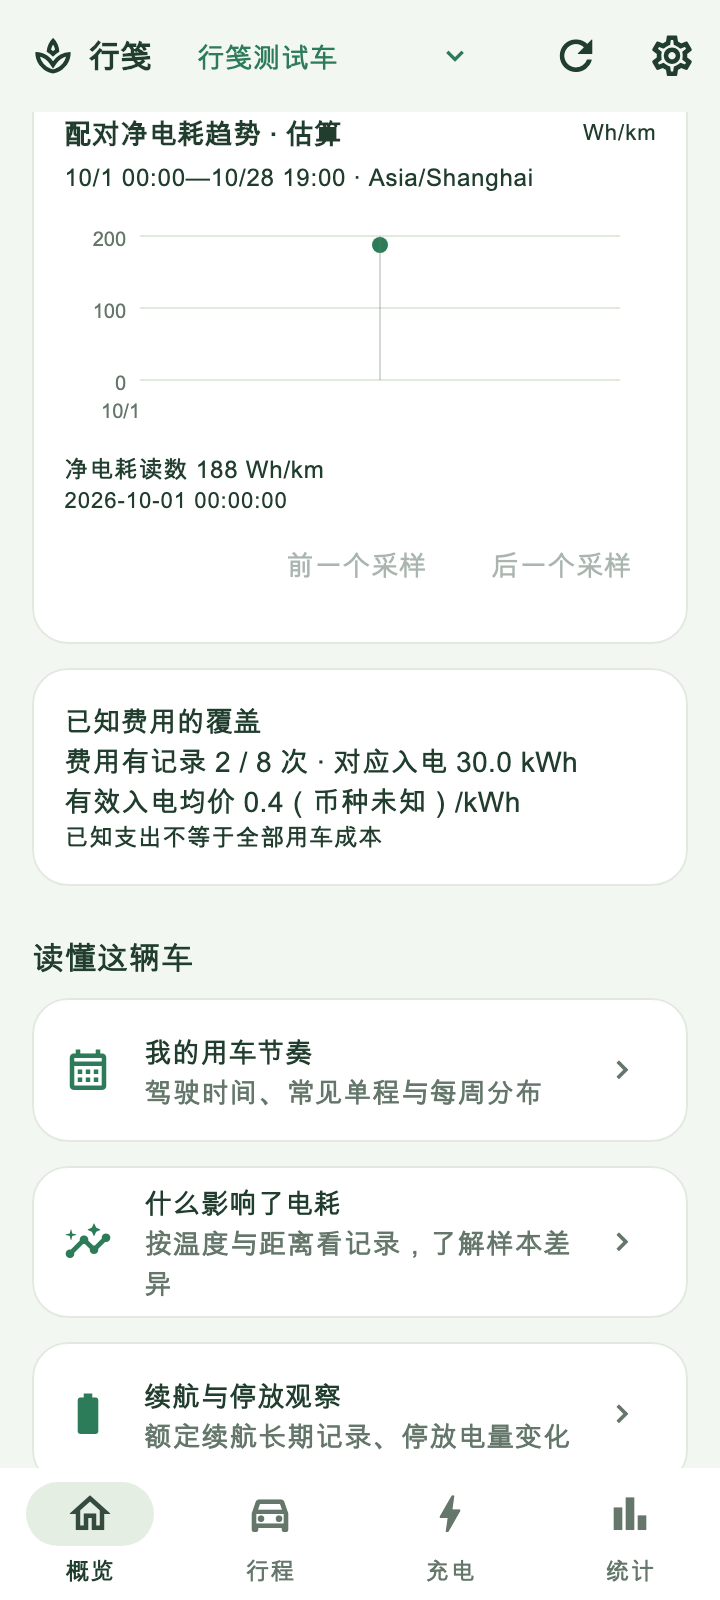 行笺
行笺测试车
配对净电耗趋势 · 估算
Wh/km
10/1 00:00—10/28 19:00 · Asia/Shanghai
200
100
0
10/1
净电耗读数 188 Wh/km
2026-10-01 00:00:00
前一个采样
后一个采样
已知费用的覆盖
费用有记录 2 / 8 次 · 对应入电 30.0 kWh
有效入电均价 0.4（币种未知）/kWh
已知支出不等于全部用车成本
读懂这辆车
我的用车节奏
驾驶时间、常见单程与每周分布
什么影响了电耗
按温度与距离看记录，了解样本差
异
续航与停放观察
额定续航长期记录、停放电量变化
概览
行程
充电
统计